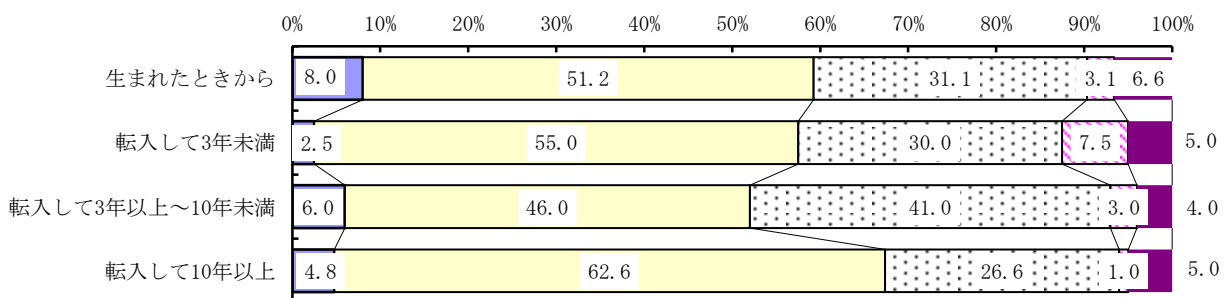 0% 10% 20% 30% 40% 50% 60% 70% 80% 90% 100%
生まれたときから 8.0 51.2 31.1 3.1 6.6
転入して3年未満 2.5 55.0 30.0 7.5 5.0
転入して3年以上～10年未満 6.0 46.0 41.0 3.0 4.0
転入して10年以上 4.8 62.6 26.6 1.0 5.0